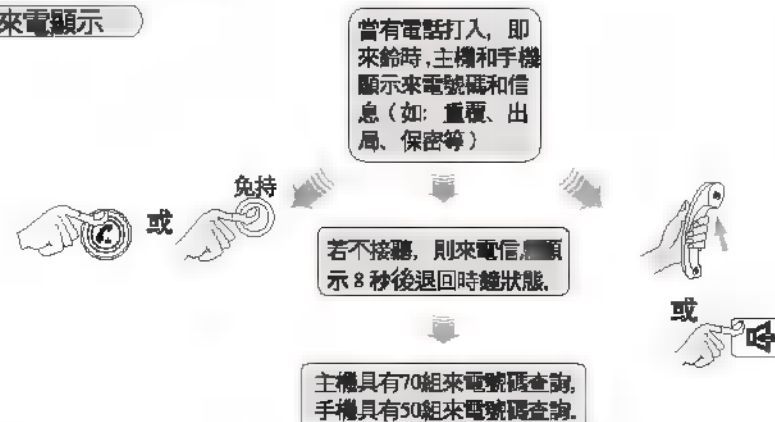 來電顯示
當有電話打入，即
來鈴時，主機和手機
顯示來電號碼和信
息（如：重覆、出
局、保密等）
免持
或
若不接聽，則來電信息顯
示8秒後退回時鐘狀態.
或
主機具有70組來電號碼查詢.
手機具有50組來電號碼查詢.